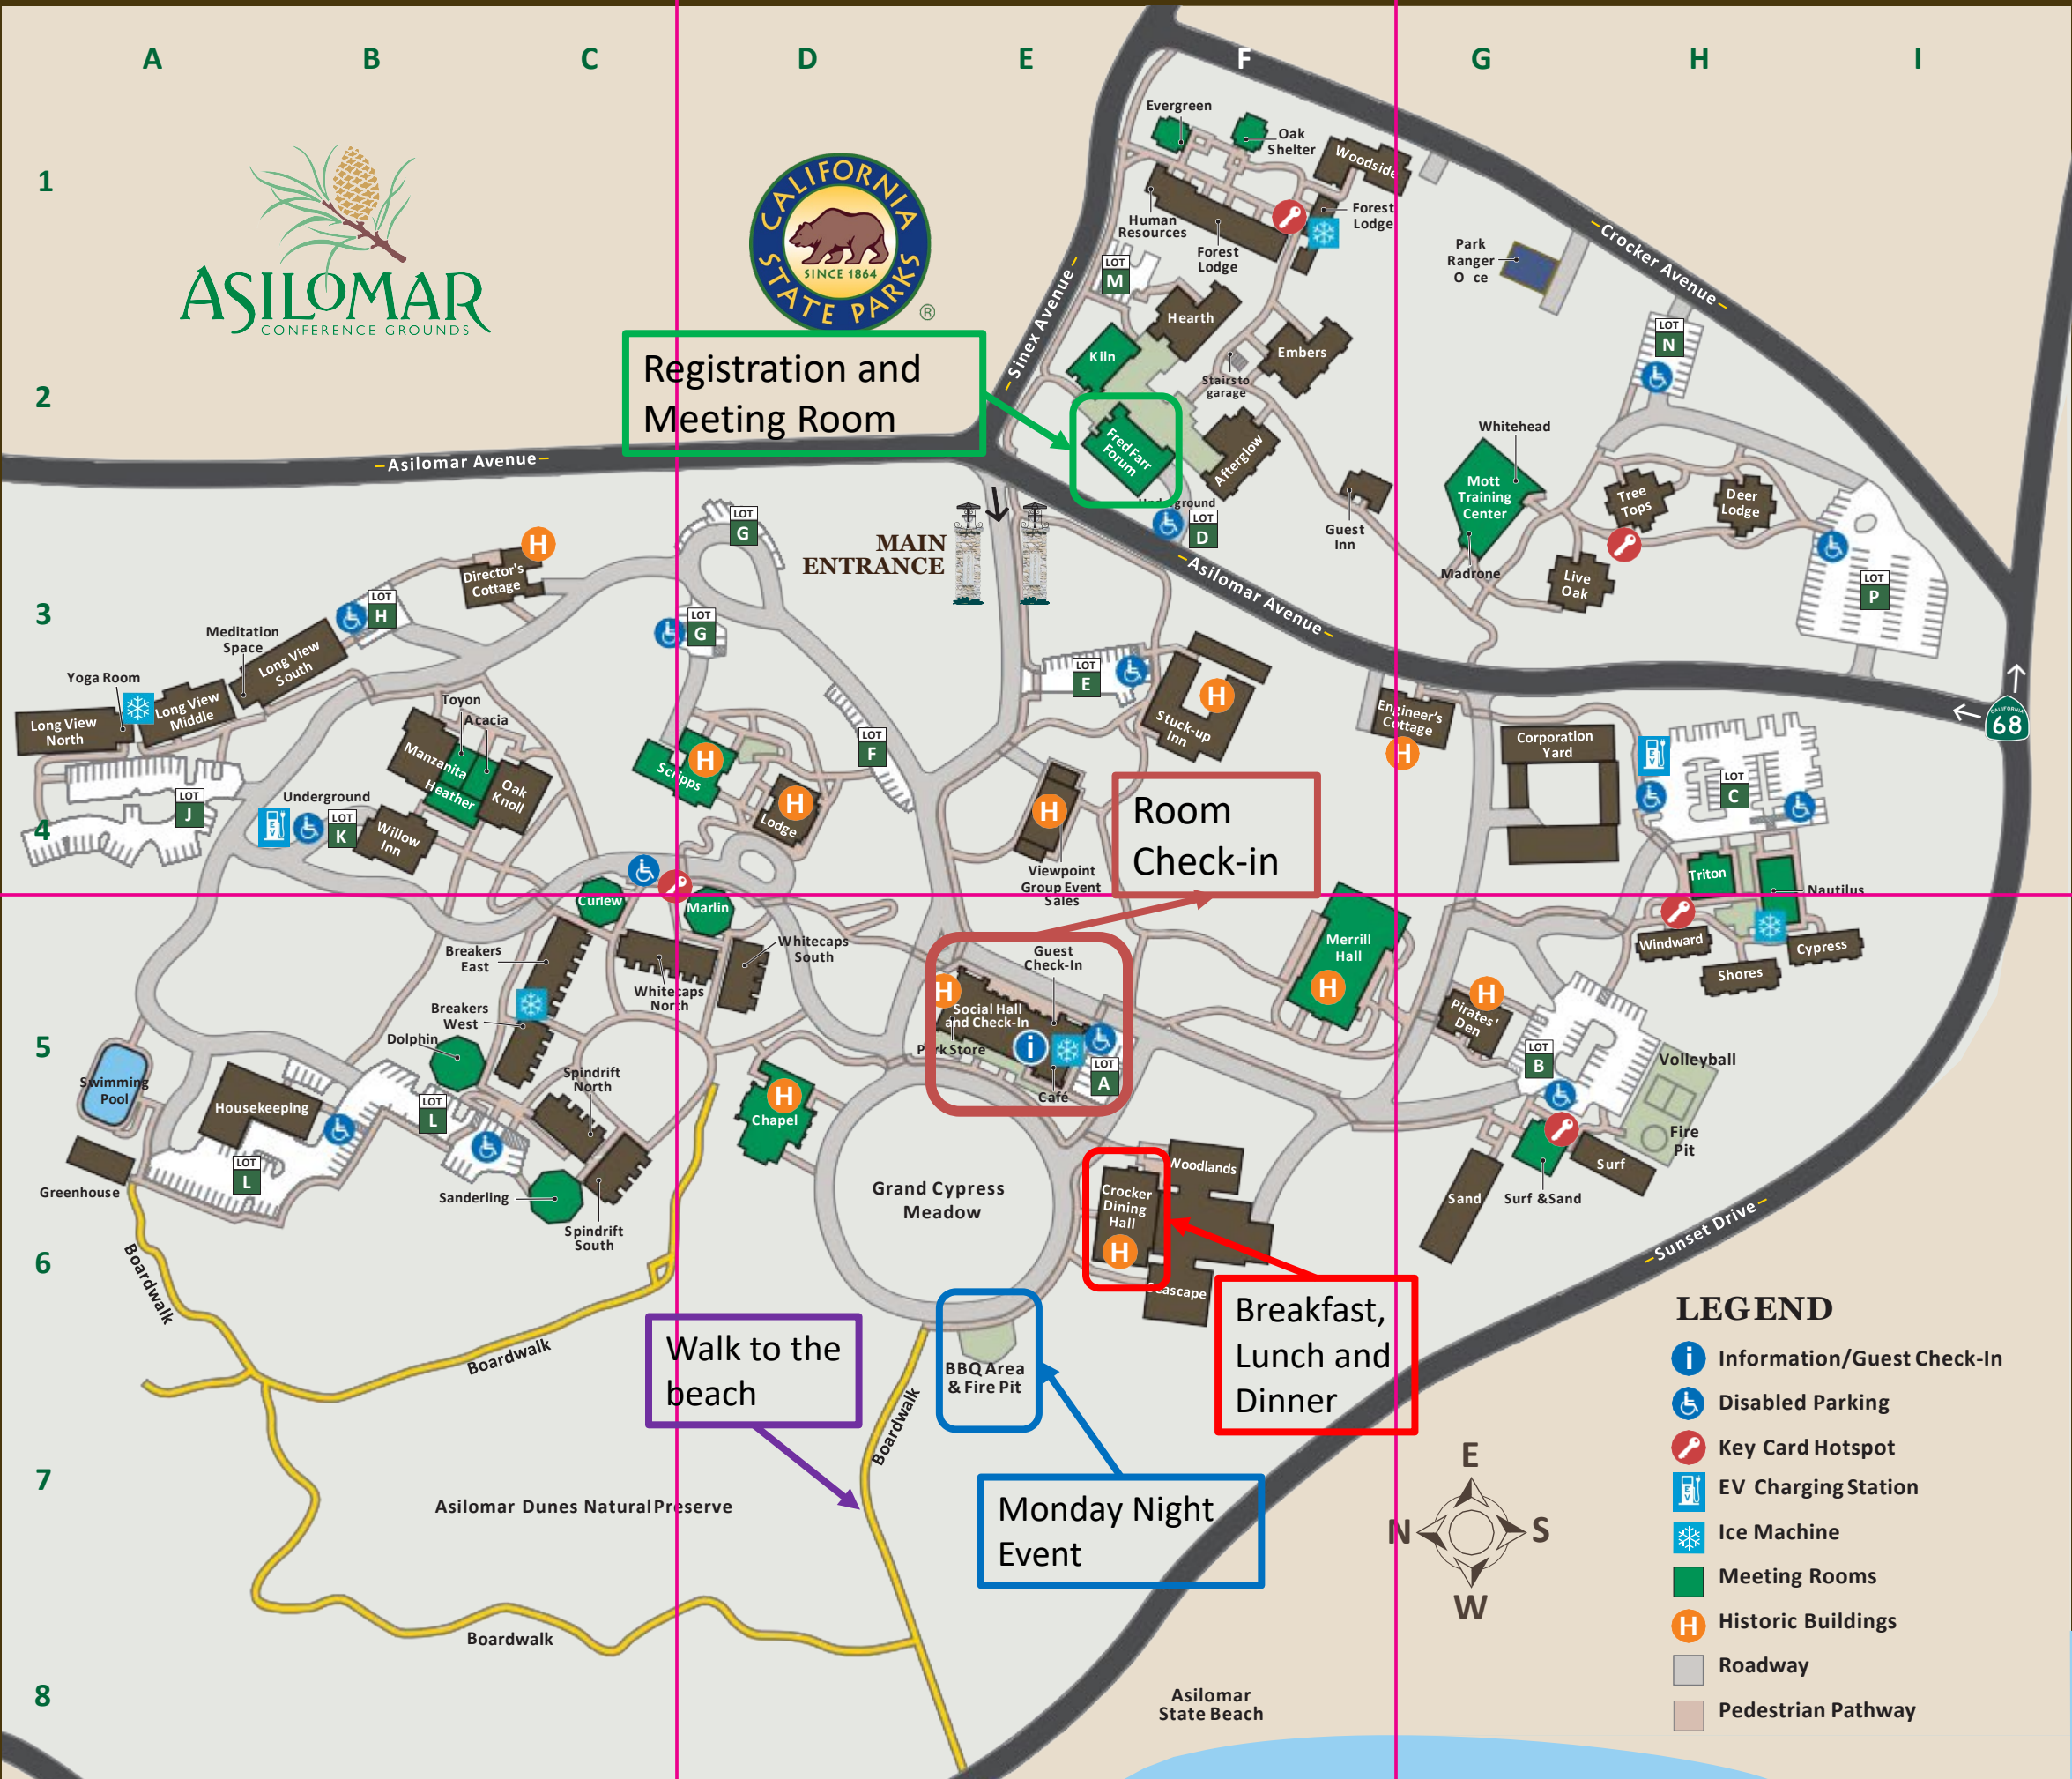 A B C D E F G H I
1
2
3
4
5
6
7
8
ASILOMAR
CONFERENCE GROUNDS
CALIFORNIA
STATE PARKS
SINCE 1864
®
Registration and
Meeting Room
Evergreen
Oak
Shelter
Woodside
Human
Resources
Forest
Lodge
Forest
Lodge
LOT
M
Hearth
Kiln
Embers
Stairsto
garage
Fred Farr
Forum
Afterglow
Underground
LOT
D
Guest
Inn
Sinex Avenue
Crocker Avenue
Park
Ranger
O ce
LOT
N
Whitehead
Mott
Training
Center
Madrone
Tree
Tops
Deer
Lodge
Live
Oak
LOT
P
Asilomar Avenue
Asilomar Avenue
MAIN
ENTRANCE
LOT
G
LOT
G
H
Director's
Cottage
LOT
H
Meditation
Space
Long View
South
Yoga Room
Long View
Middle
Long View
North
Toyon
Acacia
Manzanita
Heather
Oak
Knoll
Underground
EV
LOT
K
Willow
Inn
LOT
J
H
Scripps
H
Lodge
LOT
F
LOT
E
H
Stuck-up
Inn
H
Viewpoint
Group Event
Sales
Engineer's
Cottage
H
Corporation
Yard
EV
LOT
C
CALIFORNIA
68
Room
Check-in
Triton
Nautilus
Windward
Shores
Cypress
Curlew
Marlin
Breakers
East
Whitecaps
North
Whitecaps
South
Breakers
West
Dolphin
Guest
Check-In
H
Social Hall
and Check-In
Park Store
i
Café
LOT
A
Merrill
Hall
H
H
Pirates'
Den
LOT
B
Volleyball
Fire
Pit
Surf
Surf &Sand
Sand
Swimming
Pool
Housekeeping
Greenhouse
LOT
L
LOT
L
Spindrift
North
Sanderling
Spindrift
South
H
Chapel
Grand Cypress
Meadow
Woodlands
Crocker
Dining
Hall
H
Seascape
Sunset Drive
Boardwalk
Boardwalk
Boardwalk
Boardwalk
Walk to the
beach
BBQ Area
& Fire Pit
Breakfast,
Lunch and
Dinner
Monday Night
Event
Asilomar Dunes Natural Preserve
Asilomar
State Beach
E
N S
W
LEGEND
i Information/Guest Check-In
Disabled Parking
Key Card Hotspot
EV EV Charging Station
Ice Machine
Meeting Rooms
H Historic Buildings
Roadway
Pedestrian Pathway